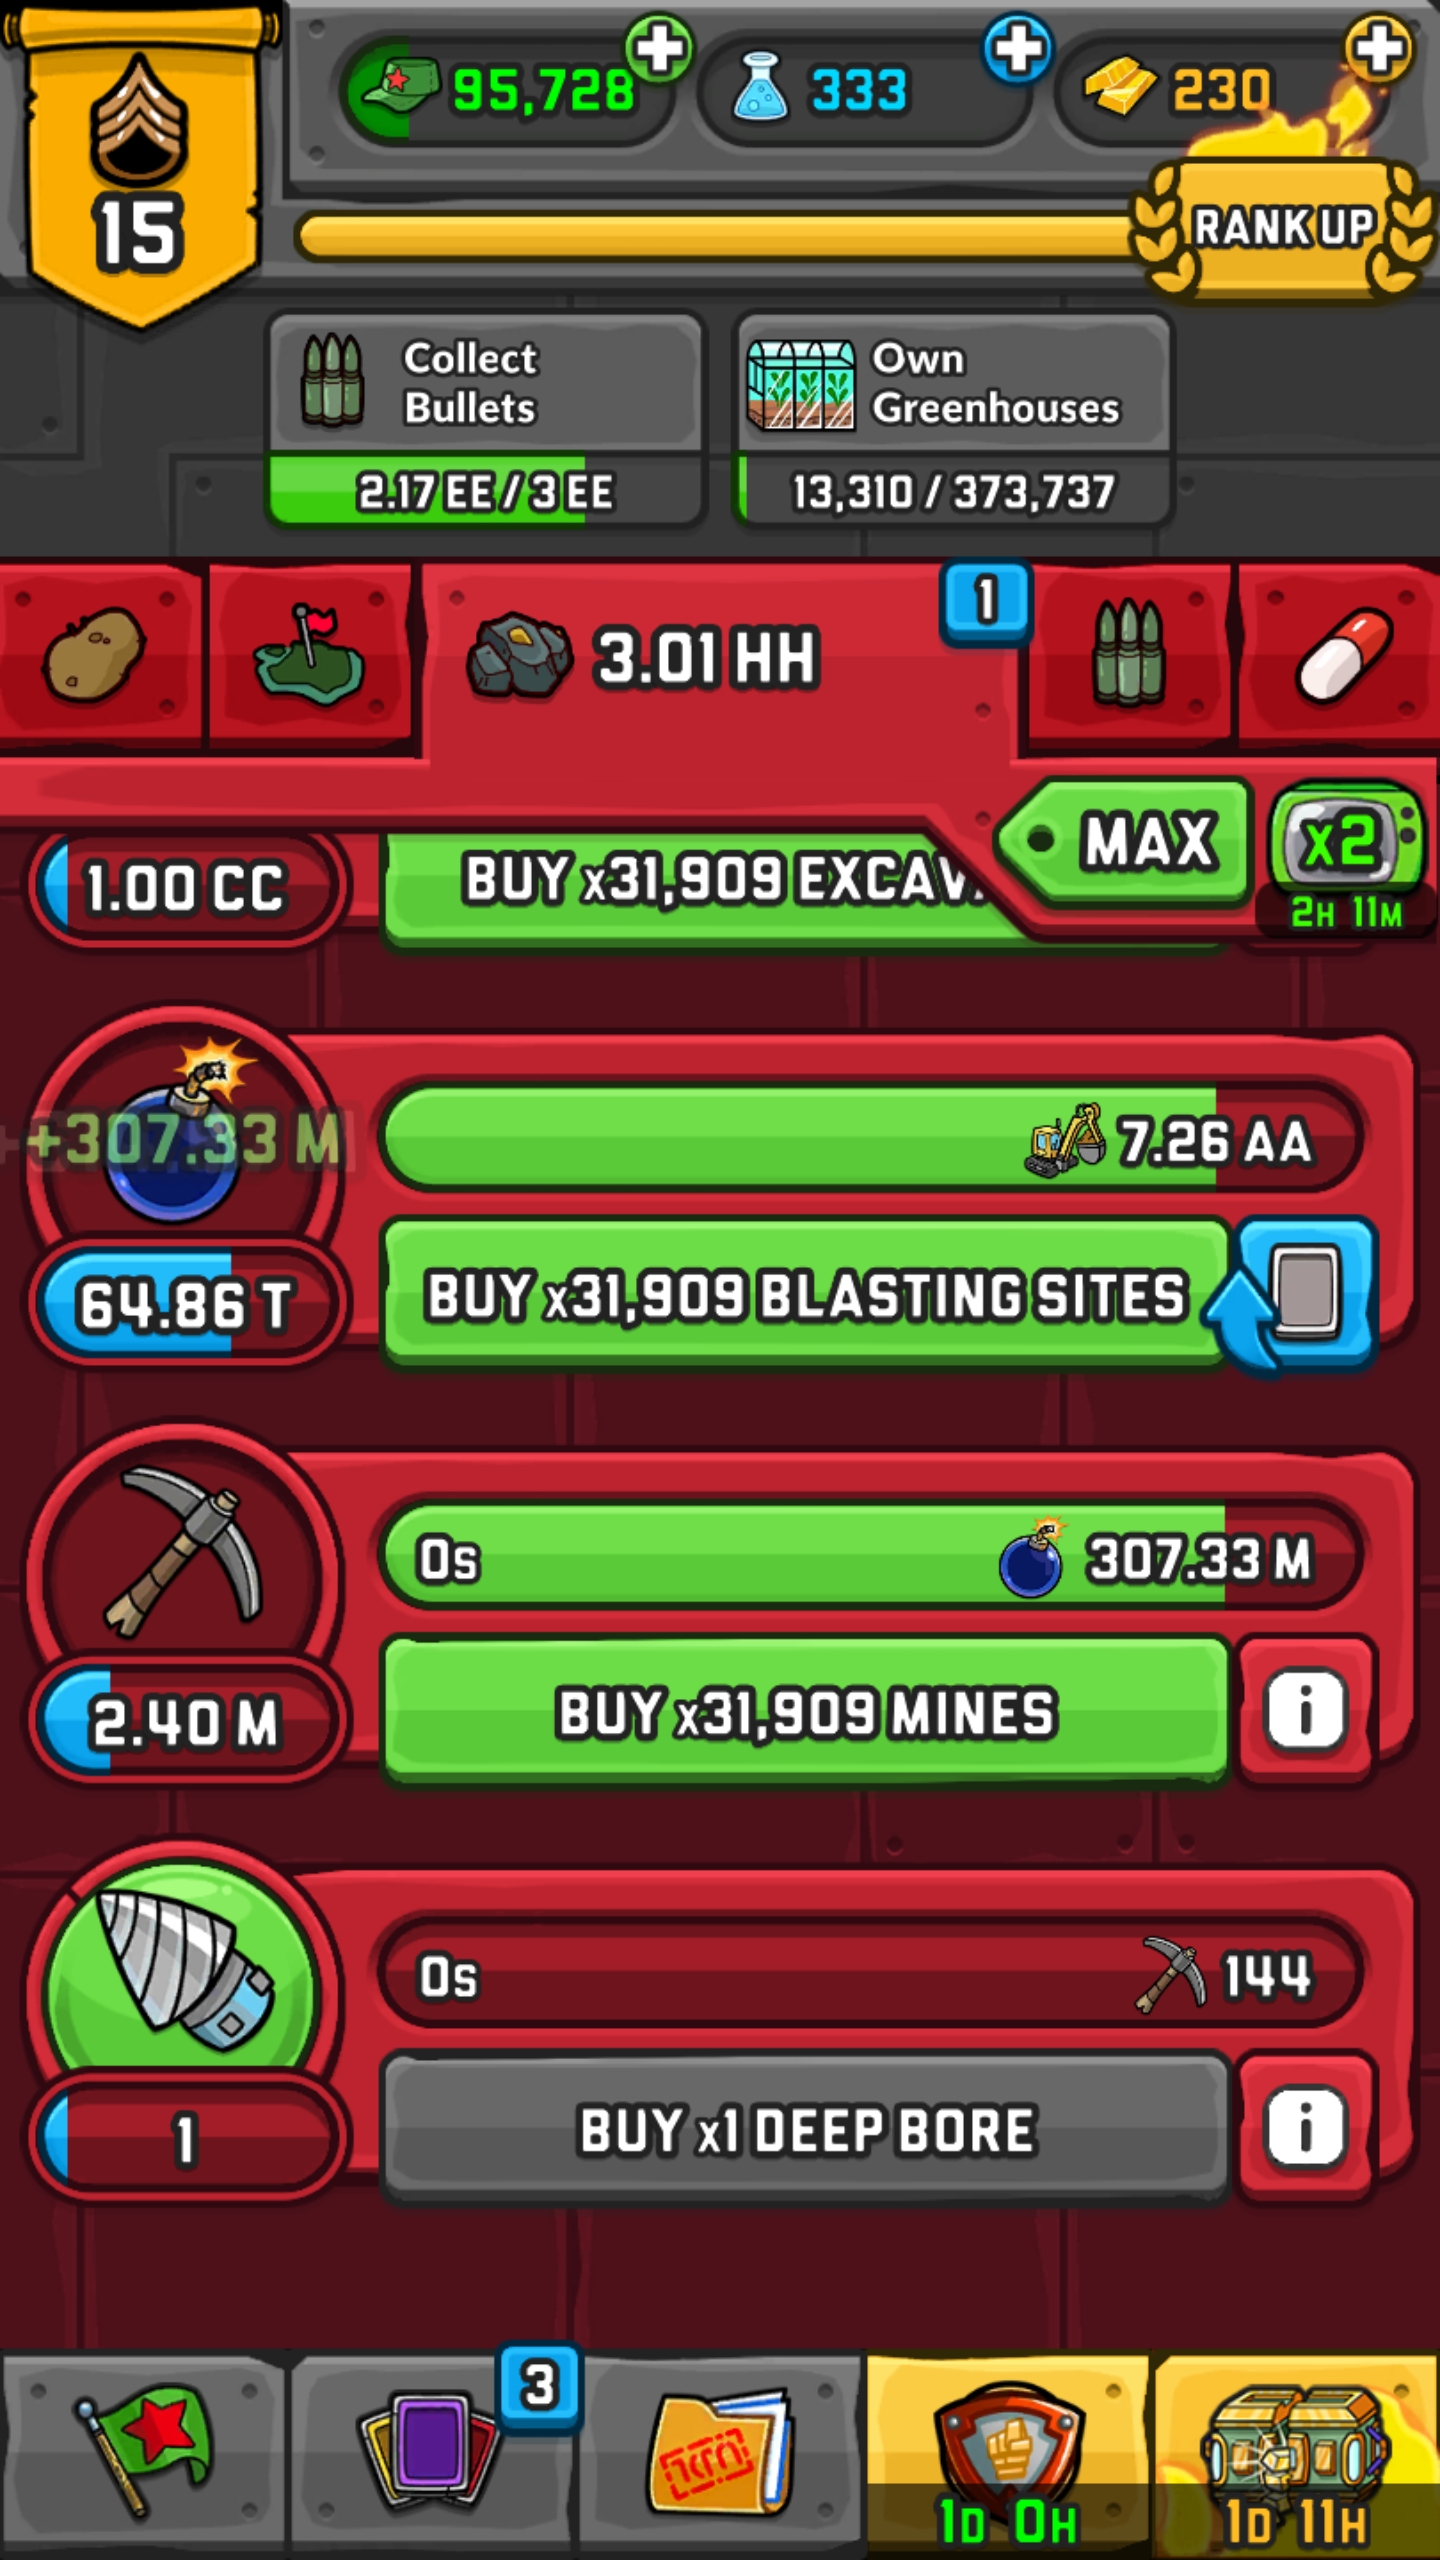 95,728
333
230
15
RANK UP
Collect
Bullets
Own
Greenhouses
2.17 EE / 3 EE
13,310 / 373,737
1
3.01 HH
MAX
x2
2H 11M
1.00 CC
BUY x31,909
+307.33 M
7.26 AA
64.86 T
BUY x31,909 BLASTING SITES
0s
307.33 M
2.40 M
BUY x31,909 MINES
i
0s
144
1
BUY x1 DEEP BORE
i
3
1D 0H
1D 11H